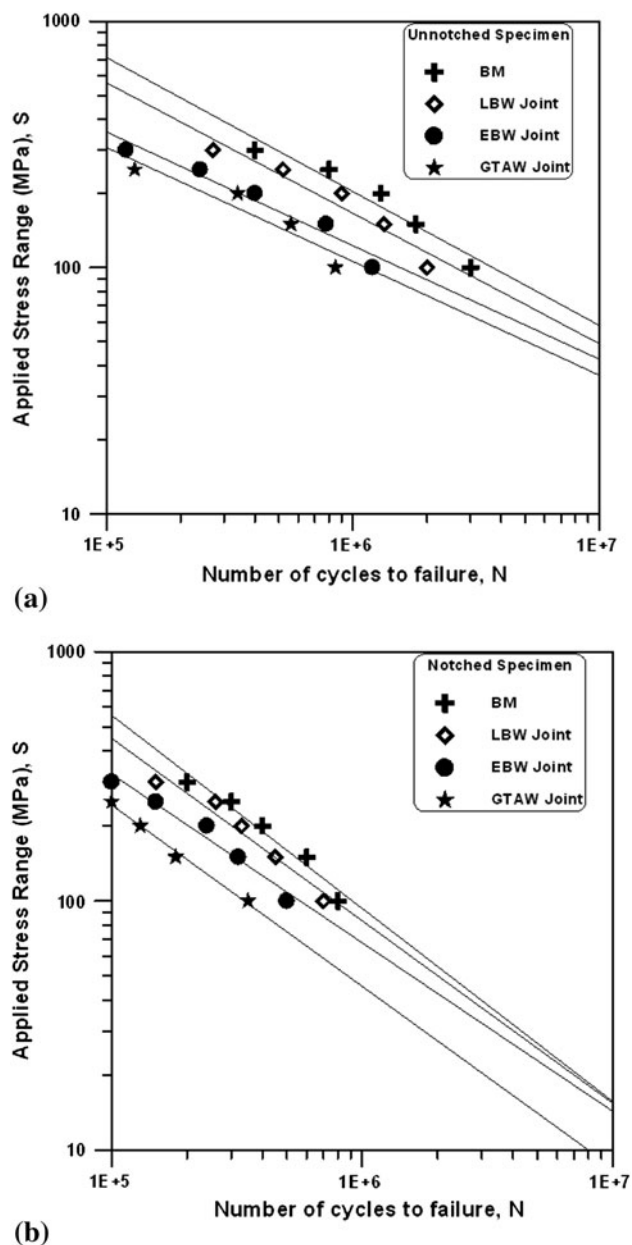 1000
Unnotched Specimen
BM
LBW Joint
EBW Joint
GTAW Joint
100
Applied Stress Range (MPa), S
10
1E+5
1E+6
1E+7
Number of cycles to failure, N
(a)
1000
Notched Specimen
BM
LBW Joint
EBW Joint
GTAW Joint
100
Applied Stress Range (MPa), S
10
1E+5
1E+6
1E+7
Number of cycles to failure, N
(b)